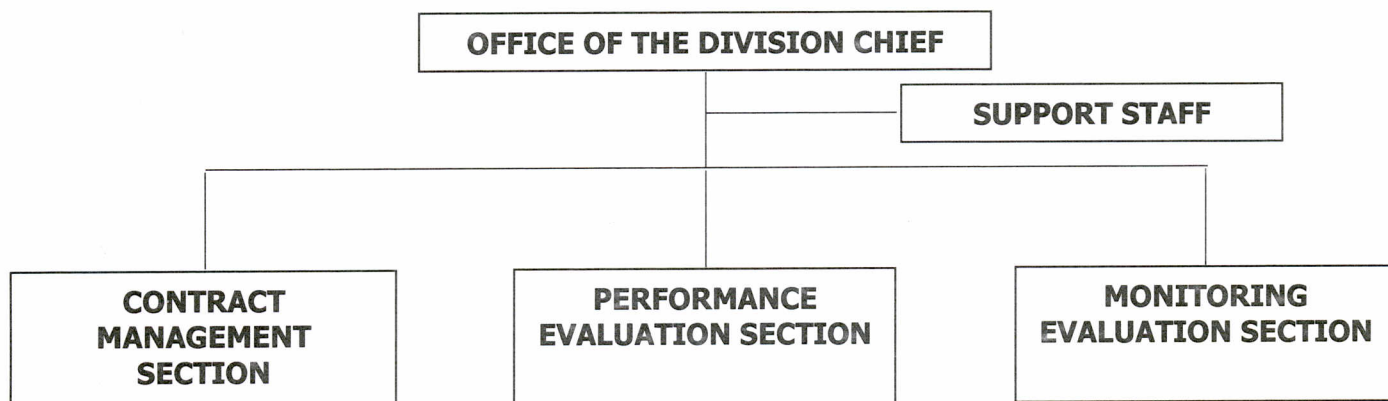 OFFICE OF THE DIVISION CHIEF
SUPPORT STAFF
CONTRACT
MANAGEMENT
SECTION
PERFORMANCE
EVALUATION SECTION
MONITORING
EVALUATION SECTION